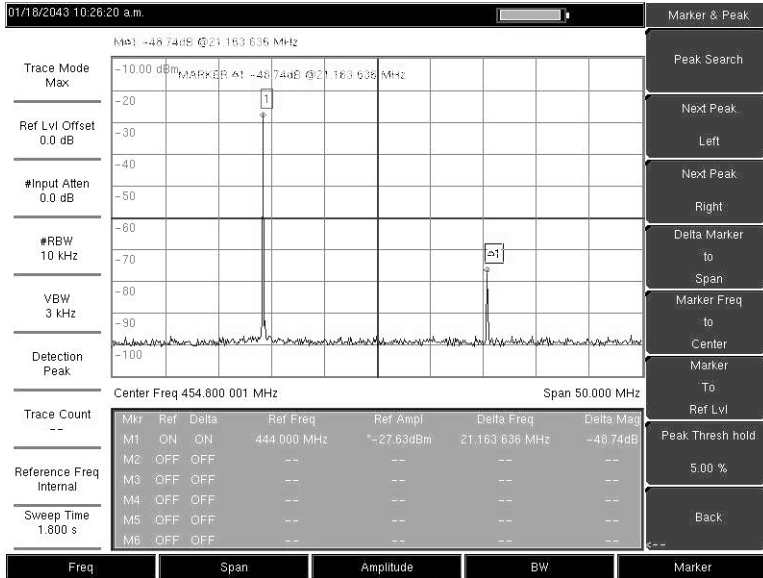 01/18/2043 10:26:20 a.m.
Marker & Peak
-48.74dB @21.163 636 MHz
Trace Mode
Max
Ref Lvl Offset
0.0 dB
#Input Atten
0.0 dB
#RBW
10 kHz
VBW
3 kHz
Detection
Peak
Trace Count
--
Reference Freq
Internal
Sweep Time
1.800 s
-10.00 dBm
MARKER -48.74dB @21.163 636 MHz
-20
-30
-40
-50
-60
-70
-80
-90
-100
1
Center Freq 454.800 001 MHz
Span 50.000 MHz
Mkr Ref Delta Ref Freq Ref Ampl Delta Freq Delta Mag
M1 ON ON 444.000 MHz *-27.63dBm 21.163 636 MHz -48.74dB
M2 OFF OFF -- -- -- --
M3 OFF OFF -- -- -- --
M4 OFF OFF -- -- -- --
M5 OFF OFF -- -- -- --
M6 OFF OFF -- -- -- --
Peak Search
Next Peak
Left
Next Peak
Right
Delta Marker
to
Span
Marker Freq
to
Center
Marker
To
Ref Lvl
Peak Thresh hold
5.00 %
Back
<--
Freq
Span
Amplitude
BW
Marker